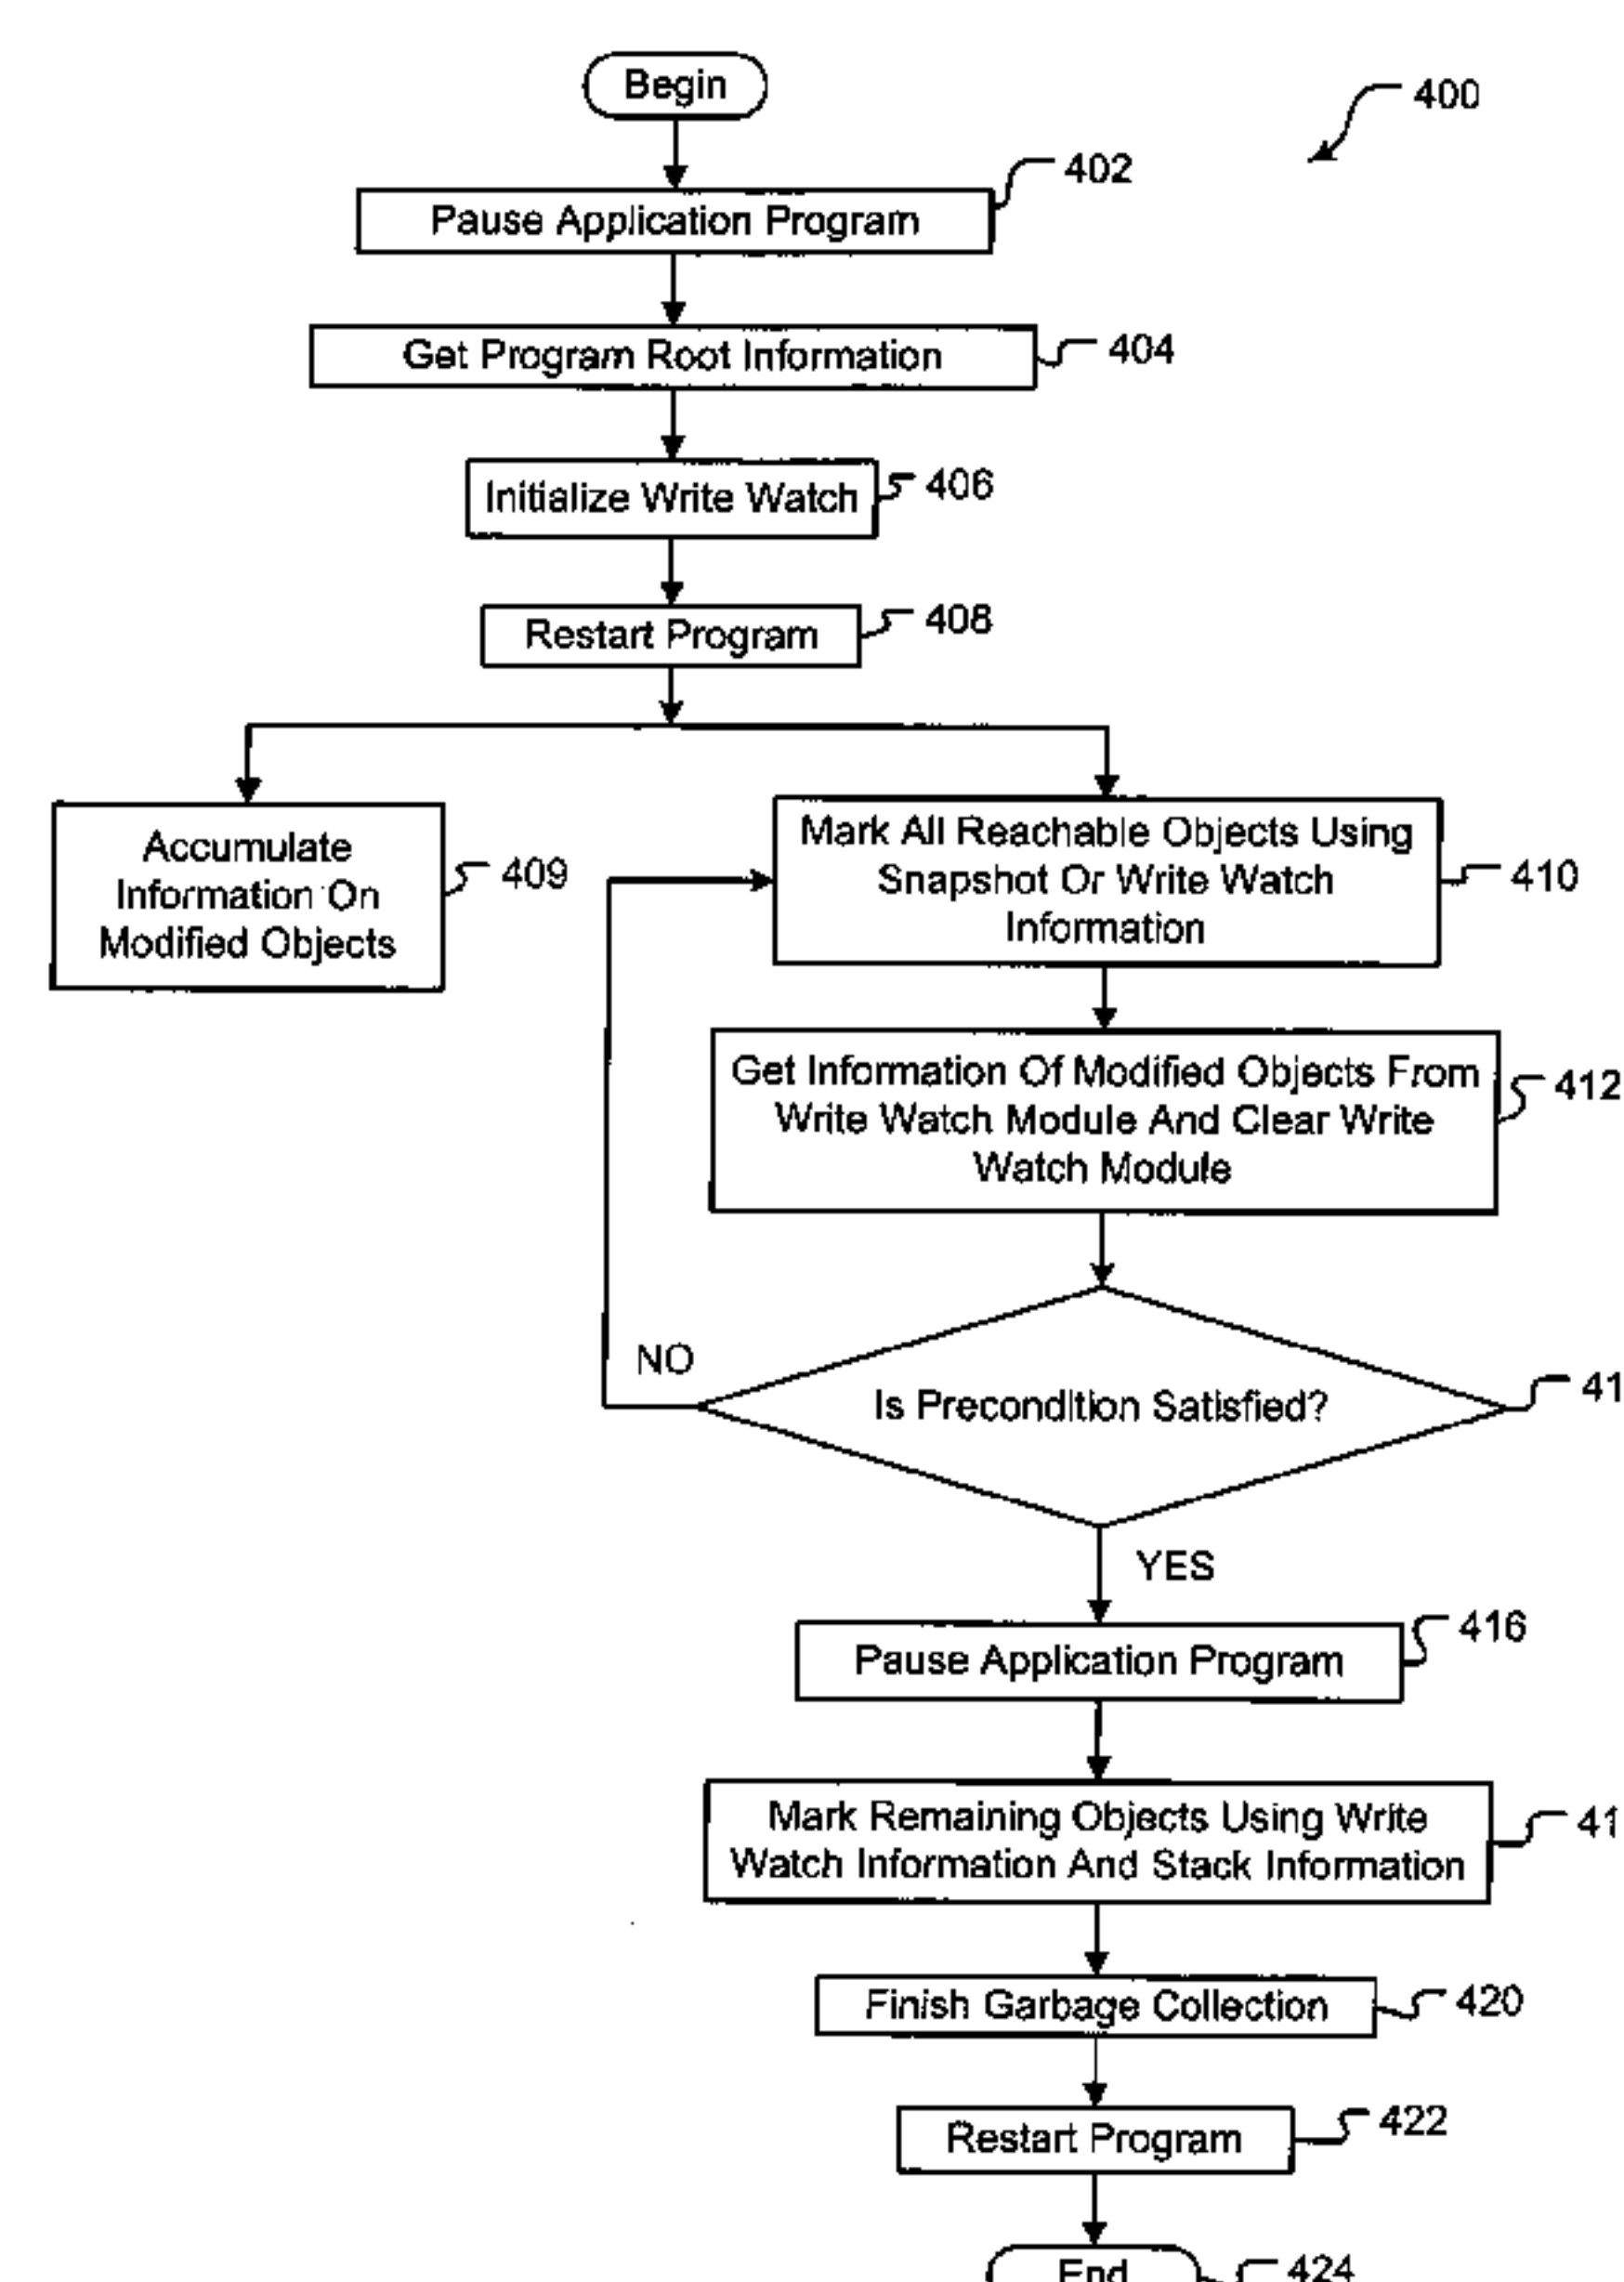 Begin
400
402
Pause Application Program
Get Program Root Information
404
Initialize Write Watch
406
Restart Program
408
Accumulate
Information On
Modified Objects
409
Mark All Reachable Objects Using
Snapshot Or Write Watch
Information
410
Get Information Of Modified Objects From
Write Watch Module And Clear Write
Watch Module
412
NO
Is Precondition Satisfied?
41
YES
Pause Application Program
416
Mark Remaining Objects Using Write
Watch Information And Stack Information
41
Finish Garbage Collection
420
Restart Program
422
End
424